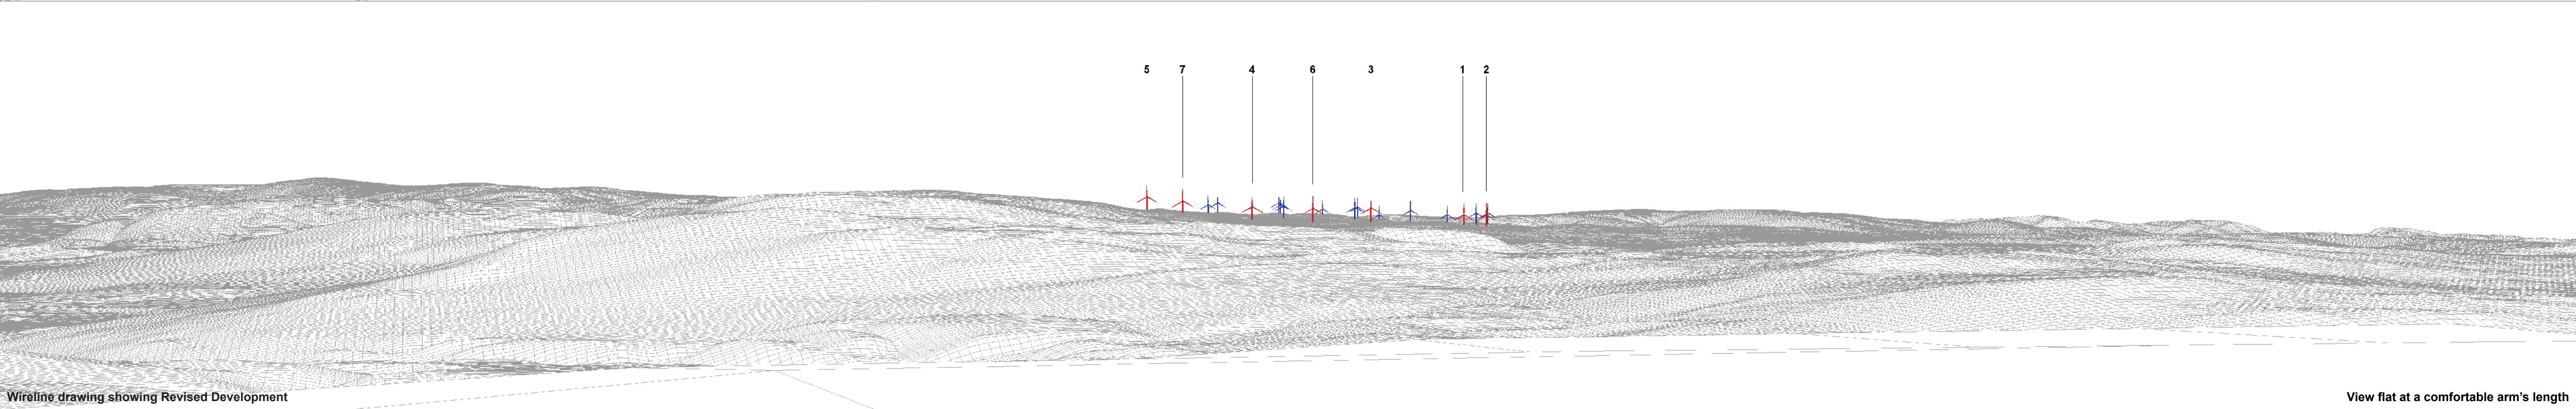 5 7 4 6 3 1 2
Wireline drawing showing Revised Development
View flat at a comfortable arm's length